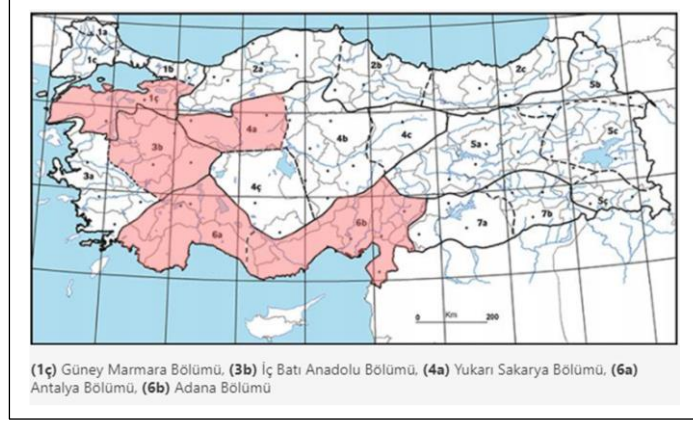 1a
1c
1b
2a
2b
2c
5b
1ç
4a
4b
4c
5a
5c
3b
3a
4ç
6a
6b
7a
7b
5ç
0 Km 200
(1ç) Güney Marmara Bölümü, (3b) İç Batı Anadolu Bölümü, (4a) Yukarı Sakarya Bölümü, (6a)
Antalya Bölümü, (6b) Adana Bölümü